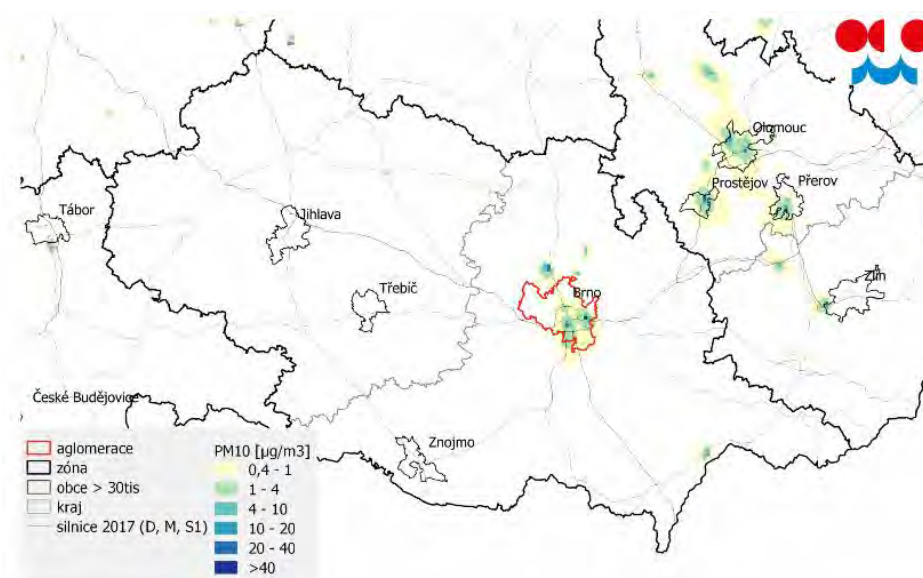 Olomouc
Prostějov
Přerov
Tábor
Jihlava
Zlín
Třebíč
Brno
České Budějovice
Znojmo
aglomerace
zóna
obce > 30tis
kraj
silnice 2017 (D, M, S1)
PM10 [µg/m3]
0,4 - 1
1 - 4
4 - 10
10 - 20
20 - 40
>40